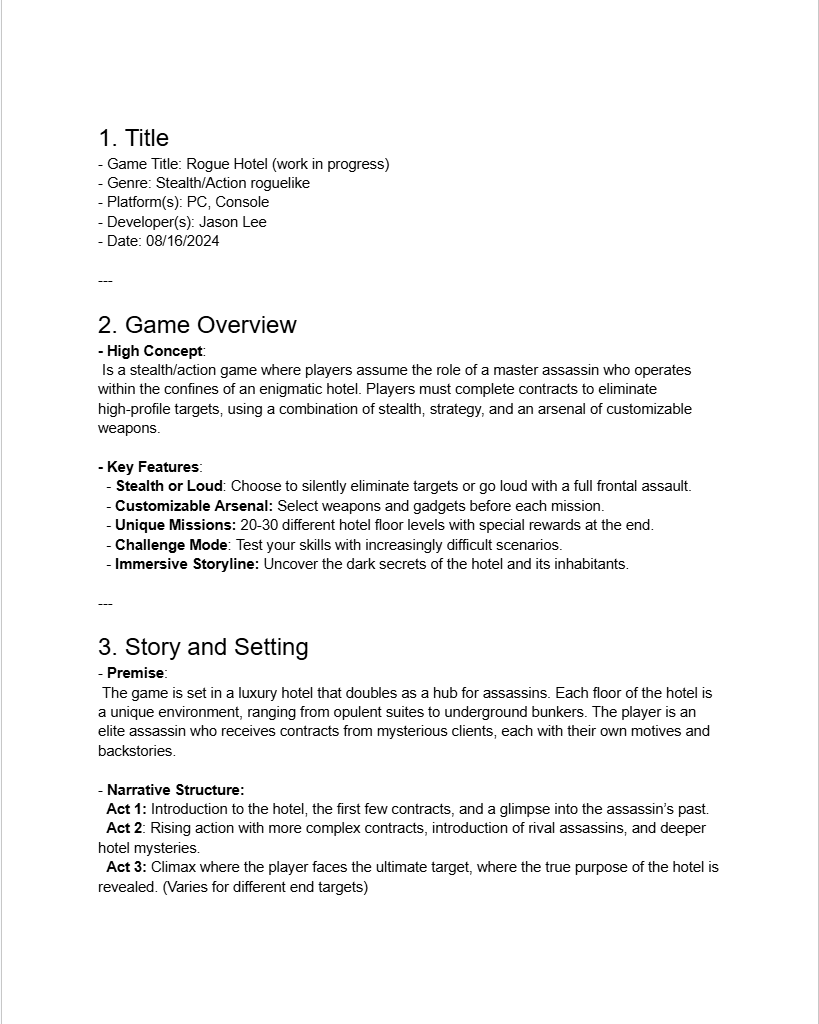 1. Title
- Game Title: Rogue Hotel (work in progress)
- Genre: Stealth/Action roguelike
- Platform(s): PC, Console
- Developer(s): Jason Lee
- Date: 08/16/2024
---
2. Game Overview
- High Concept:
Is a stealth/action game where players assume the role of a master assassin who operates
within the confines of an enigmatic hotel. Players must complete contracts to eliminate
high-profile targets, using a combination of stealth, strategy, and an arsenal of customizable
weapons.
- Key Features:
- Stealth or Loud: Choose to silently eliminate targets or go loud with a full frontal assault.
- Customizable Arsenal: Select weapons and gadgets before each mission.
- Unique Missions: 20-30 different hotel floor levels with special rewards at the end.
- Challenge Mode: Test your skills with increasingly difficult scenarios.
- Immersive Storyline: Uncover the dark secrets of the hotel and its inhabitants.
---
3. Story and Setting
- Premise:
The game is set in a luxury hotel that doubles as a hub for assassins. Each floor of the hotel is
a unique environment, ranging from opulent suites to underground bunkers. The player is an
elite assassin who receives contracts from mysterious clients, each with their own motives and
backstories.
- Narrative Structure:
Act 1: Introduction to the hotel, the first few contracts, and a glimpse into the assassin’s past.
Act 2: Rising action with more complex contracts, introduction of rival assassins, and deeper
hotel mysteries.
Act 3: Climax where the player faces the ultimate target, where the true purpose of the hotel is
revealed. (Varies for different end targets)